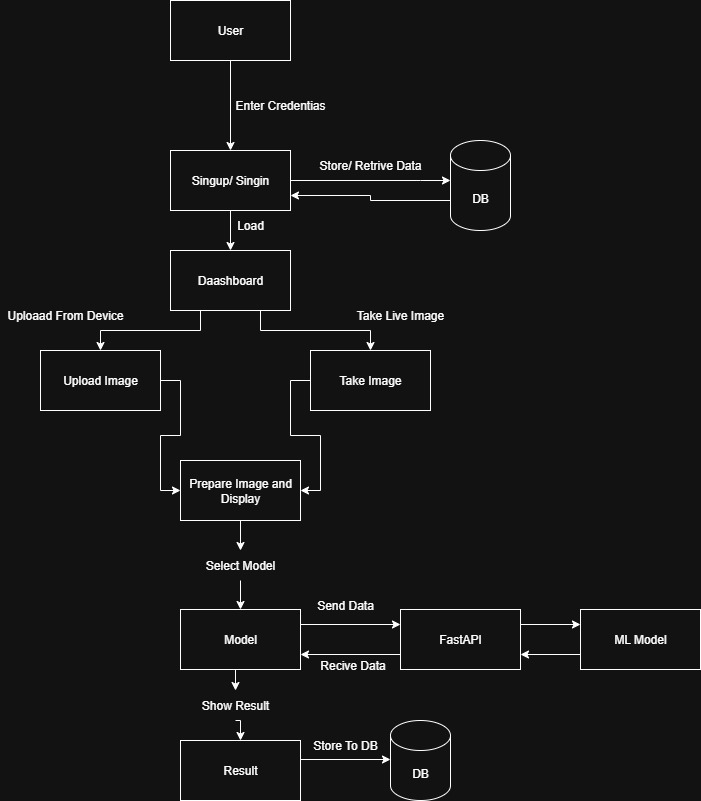 User
Enter Credentias
Singup/ Singin
Store/ Retrive Data
DB
Load
Daashboard
Uploaad From Device
Take Live Image
Upload Image
Take Image
Prepare Image and
Display
Select Model
Send Data
Model
FastAPI
ML Model
Recive Data
Show Result
Store To DB
Result
DB